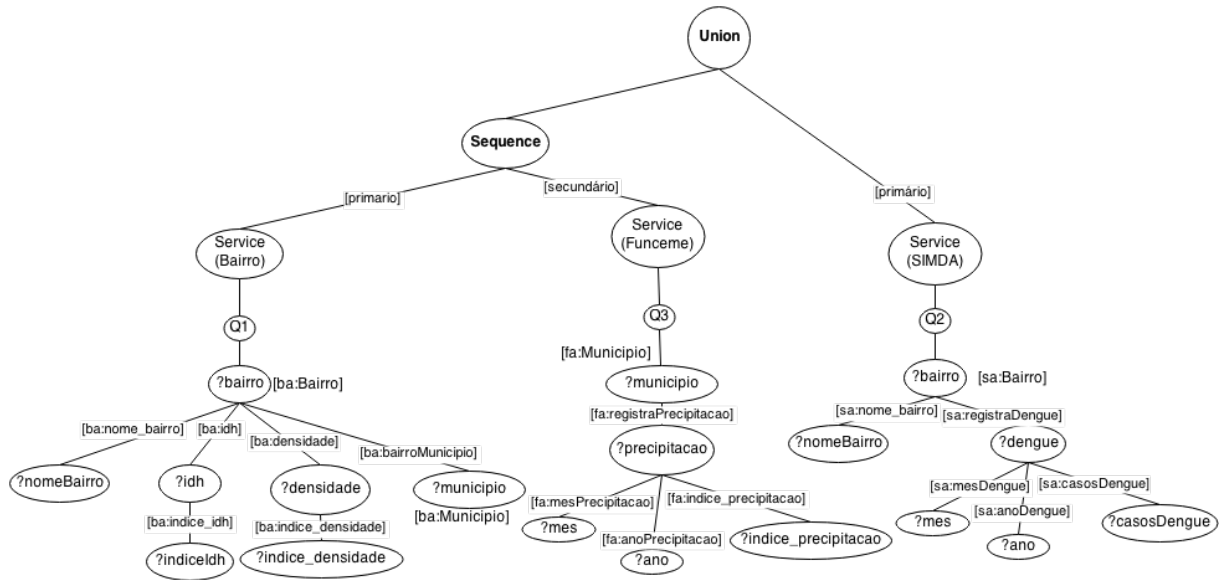 Union
Sequence
[primario]
[secundário]
[primário]
Service
(Bairro)
Service
(Funceme)
Service
(SIMDA)
Q1
Q3
Q2
[fa:Municipio]
?bairro
[ba:Bairro]
?municipio
?bairro
[sa:Bairro]
[ba:nome_bairro]
[ba:idh]
[ba:densidade]
[ba:bairroMunicipio]
[fa:registraPrecipitacao]
[sa:nome_bairro]
[sa:registraDengue]
?nomeBairro
?idh
?densidade
?municipio
[ba:Municipio]
?precipitacao
?nomeBairro
?dengue
[ba:indice_idh]
[ba:indice_densidade]
[fa:mesPrecipitacao]
[fa:indice_precipitacao]
[sa:mesDengue]
[sa:casosDengue]
?indiceIdh
?indice_densidade
?mes
[fa:anoPrecipitacao]
?indice_precipitacao
?mes
[sa:anoDengue]
?casosDengue
?ano
?ano